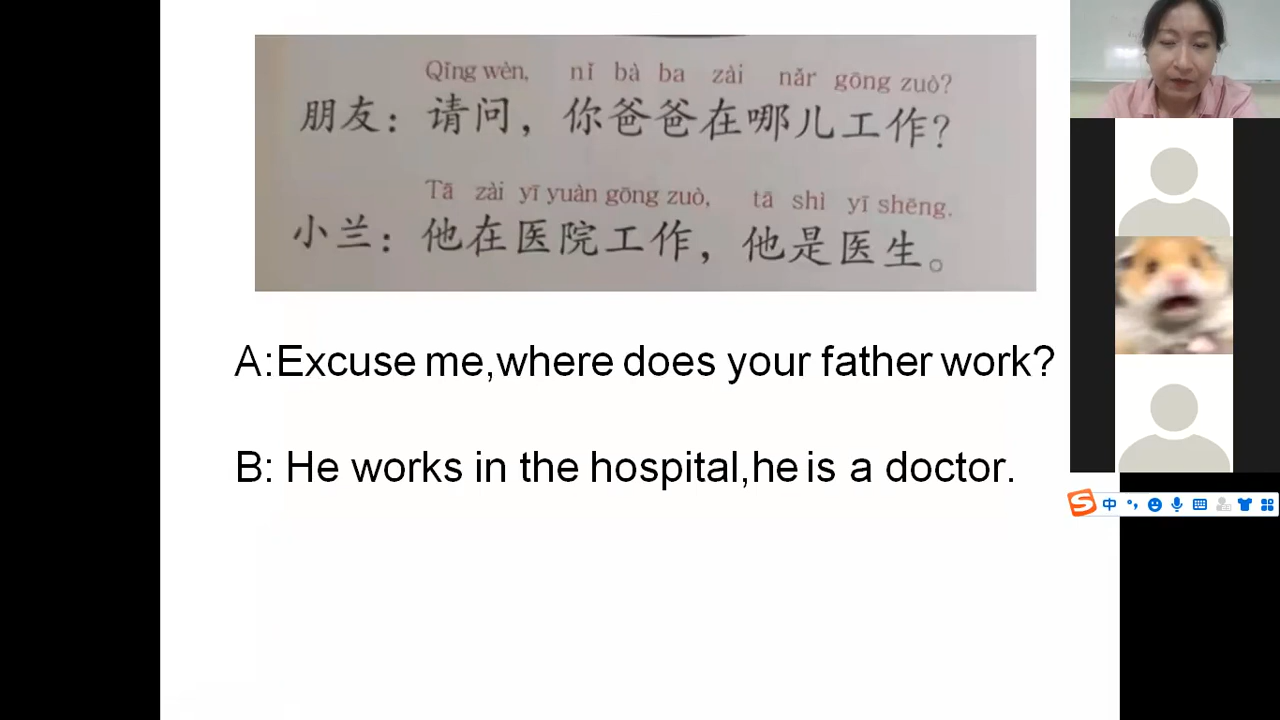 Qǐng wèn, nǐ bà ba zài nǎr gōng zuò?
朋友：请问，你爸爸在哪儿工作？
Tā zài yī yuàn gōng zuò, tā shì yī shēng.
小兰：他在医院工作，他是医生。
A:Excuse me,where does your father work?
B: He works in the hospital,he is a doctor.
S中